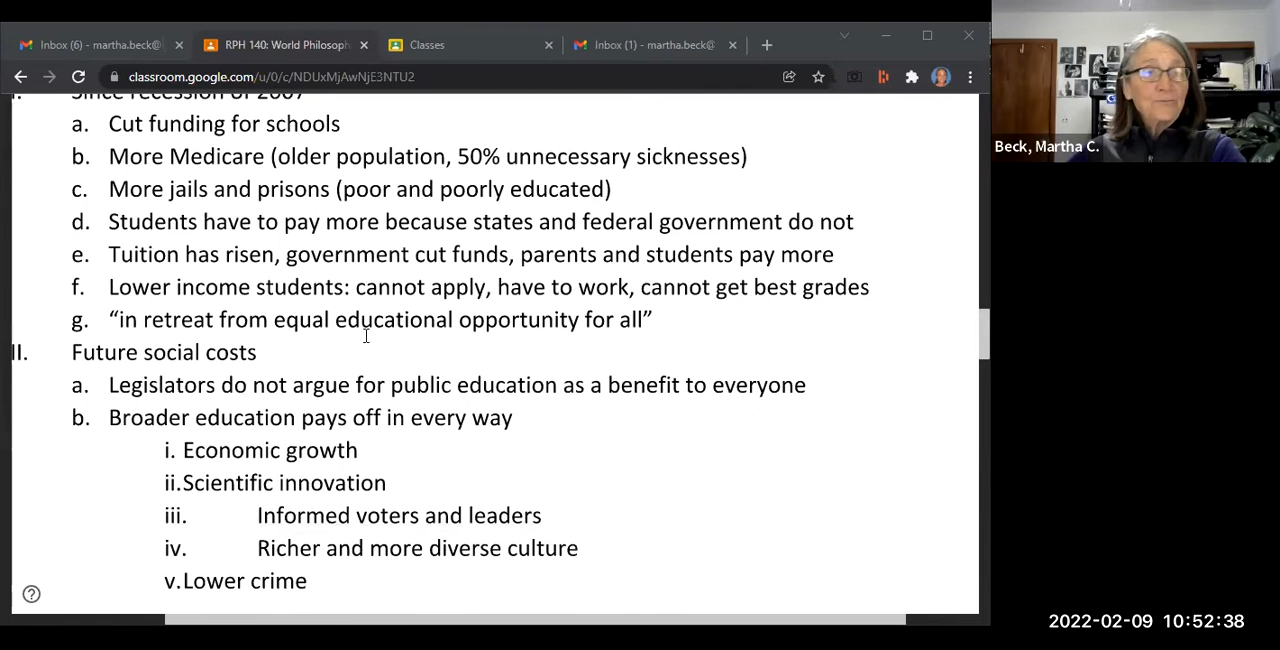 Inbox (6) - martha.beck@
RPH 140: World Philosoph
Classes
Inbox (1) - martha.beck@
classroom.google.com/u/0/c/NDUxMjAwNjE3NTU2
Since recession of 2007
a. Cut funding for schools
b. More Medicare (older population, 50% unnecessary sicknesses)
c. More jails and prisons (poor and poorly educated)
d. Students have to pay more because states and federal government do not
e. Tuition has risen, government cut funds, parents and students pay more
f. Lower income students: cannot apply, have to work, cannot get best grades
g. “in retreat from equal educational opportunity for all”
II. Future social costs
a. Legislators do not argue for public education as a benefit to everyone
b. Broader education pays off in every way
i. Economic growth
ii.Scientific innovation
iii. Informed voters and leaders
iv. Richer and more diverse culture
v.Lower crime
Beck, Martha C.
2022-02-09 10:52:38